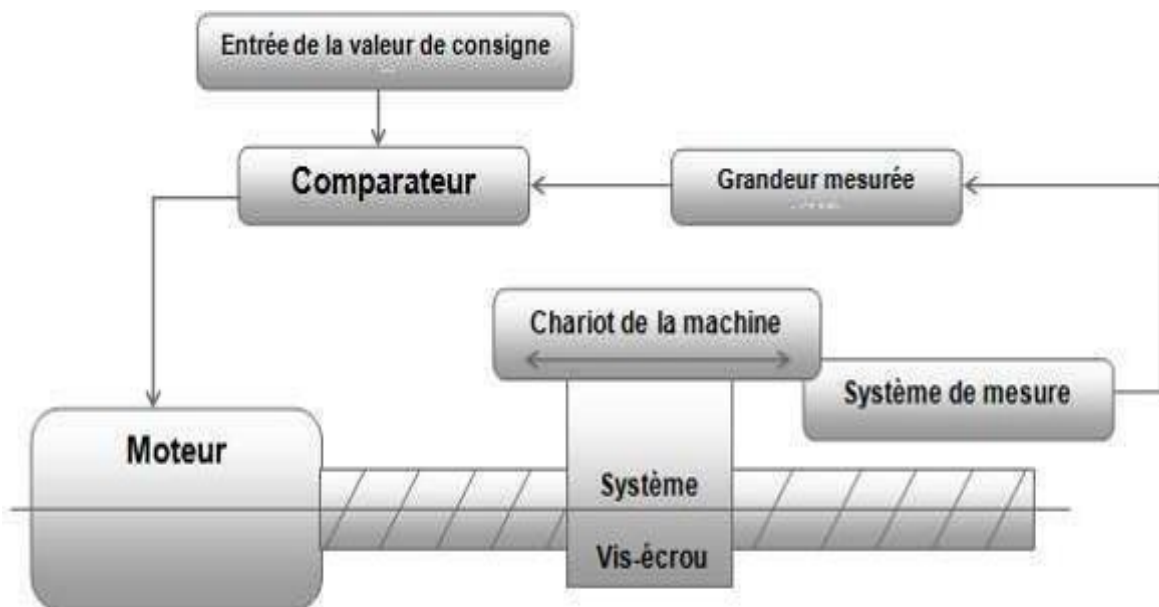 Entrée de la valeur de consigne
Comparateur
Grandeur mesurée
Chariot de la machine
Système de mesure
Moteur
Système
Vis-écrou